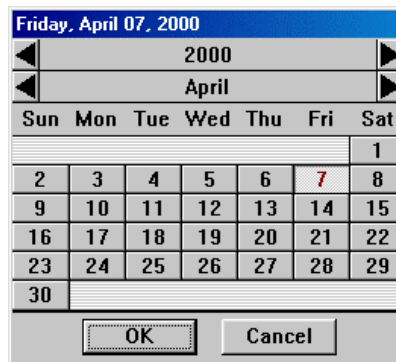 Friday, April 07, 2000
2000
April
Sun Mon Tue Wed Thu Fri Sat
1
2 3 4 5 6 7 8
9 10 11 12 13 14 15
16 17 18 19 20 21 22
23 24 25 26 27 28 29
30
OK Cancel